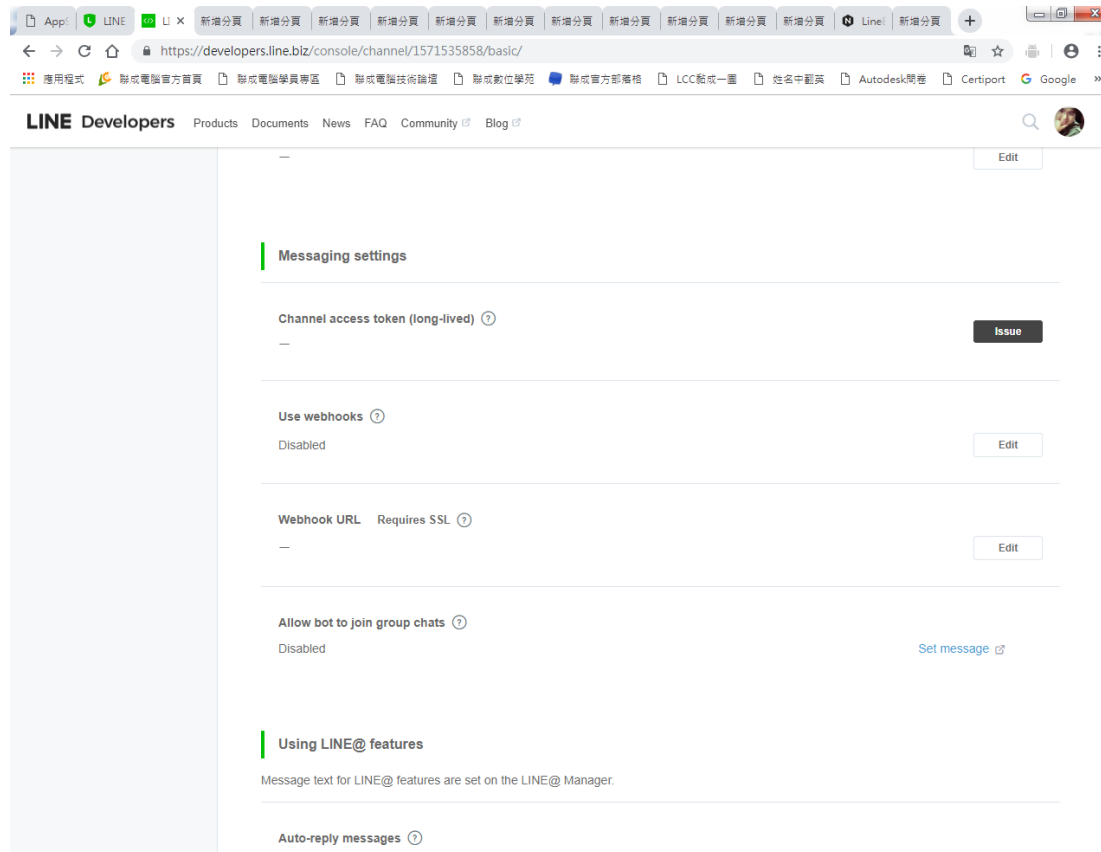 App LINE LI 新增分頁 新增分頁 新增分頁 新增分頁 新增分頁 新增分頁 新增分頁 新增分頁 新增分頁 新增分頁 新增分頁 Line 新增分頁
https://developers.line.biz/console/channel/1571535858/basic/
應用程式 聯成電腦官方首頁 聯成電腦學員專區 聯成電腦技術論壇 聯成數位學苑 聯成官方部落格 LCC黏成一團 姓名中翻英 Autodesk問卷 Certiport Google »
LINE Developers Products Documents News FAQ Community Blog
— Edit
Messaging settings
Channel access token (long-lived) ?
Issue
—
Use webhooks ?
Disabled Edit
Webhook URL Requires SSL ?
— Edit
Allow bot to join group chats ?
Disabled Set message
Using LINE@ features
Message text for LINE@ features are set on the LINE@ Manager.
Auto-reply messages ?